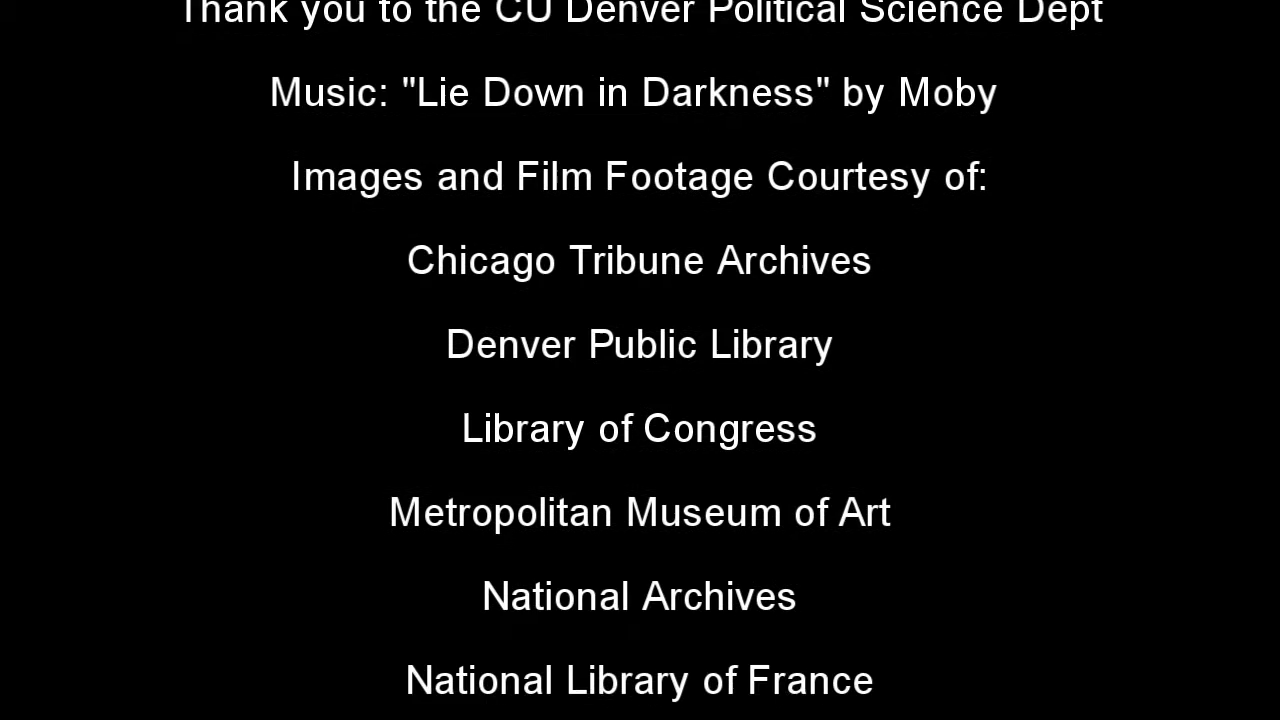 Thank you to the CU Denver Political Science Dept
Music: "Lie Down in Darkness" by Moby
Images and Film Footage Courtesy of:
Chicago Tribune Archives
Denver Public Library
Library of Congress
Metropolitan Museum of Art
National Archives
National Library of France